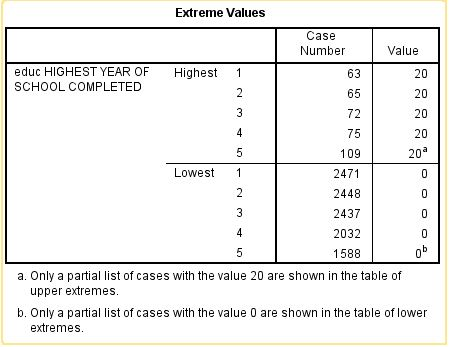 Extreme Values
Case
Number Value
educ HIGHEST YEAR OF Highest 1 63 20
SCHOOL COMPLETED 2 65 20
3 72 20
4 75 20
5 109 20a
Lowest 1 2471 0
2 2448 0
3 2437 0
4 2032 0
5 1588 0b
a. Only a partial list of cases with the value 20 are shown in the table of
upper extremes.
b. Only a partial list of cases with the value 0 are shown in the table of lower
extremes.